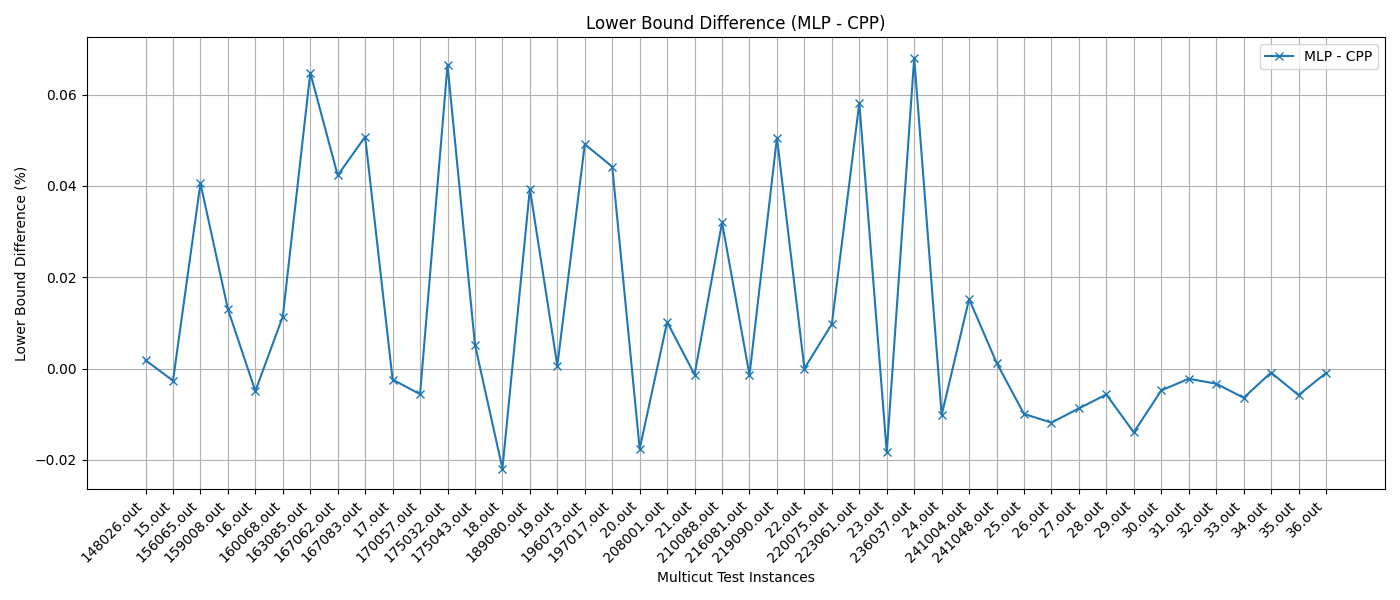 Lower Bound Difference (MLP - CPP)
MLP - CPP
Lower Bound Difference (%)
0.06
0.04
0.02
0.00
−0.02
148026.out
15.out
156065.out
159008.out
16.out
160068.out
163085.out
167062.out
167083.out
17.out
170057.out
175032.out
175043.out
18.out
189080.out
19.out
196073.out
197017.out
20.out
208001.out
21.out
210088.out
216081.out
219090.out
22.out
220075.out
223061.out
23.out
236037.out
24.out
241004.out
241048.out
25.out
26.out
27.out
28.out
29.out
30.out
31.out
32.out
33.out
34.out
35.out
36.out
Multicut Test Instances